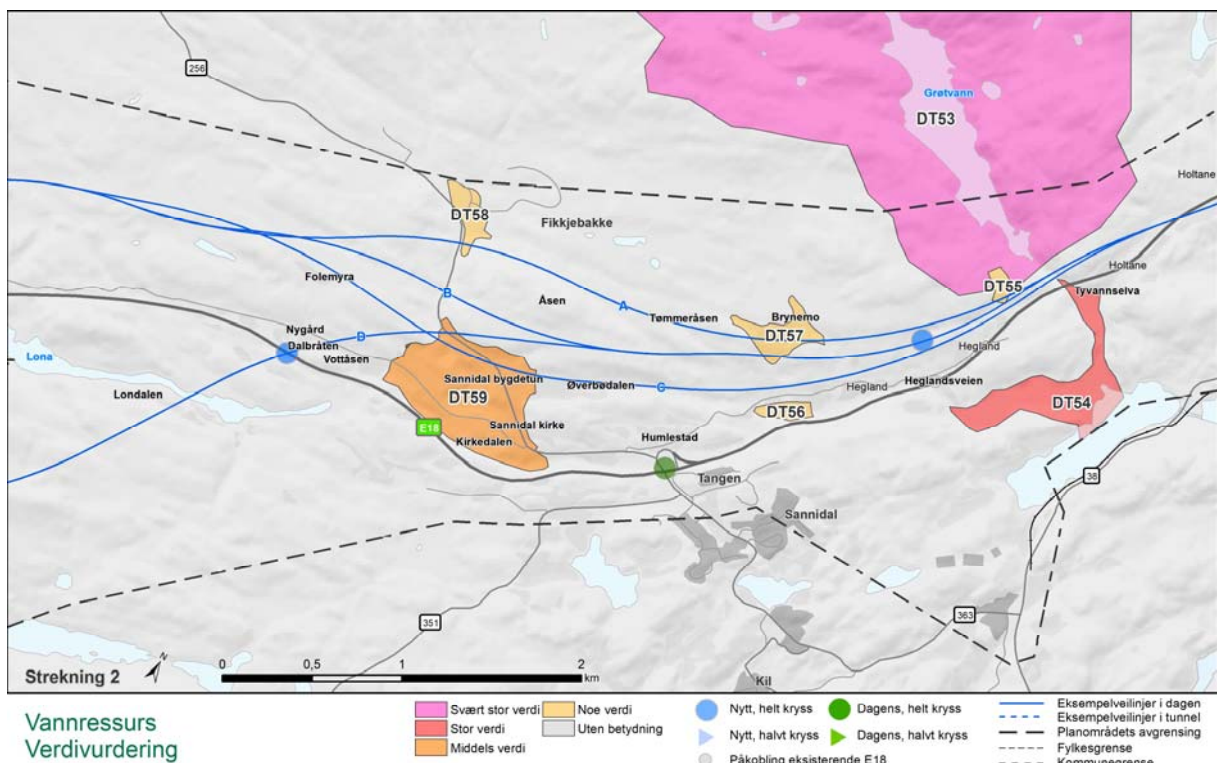 256
Grøtvann
DT53
Holtane
DT58
Fikkjebakke
Folemyra
B
Åsen
A
Tømmeråsen
Brynemo
DT57
DT55
Holtane
Tyvannselva
Nygård
D
Dalbråten
Vottåsen
Lona
Londalen
Sannidal bygdetun
DT59
Øverbødalen
C
Hegland
Hegland
Heglandsveien
DT54
DT56
E18
Sannidal kirke
Kirkedalen
Humlestad
Tangen
Sannidal
38
351
363
Kil
Strekning 2
N
0 0,5 1 2
km
Vannressurs
Verdivurdering
Svært stor verdi
Stor verdi
Middels verdi
Noe verdi
Uten betydning
Nytt, helt kryss
Nytt, halvt kryss
Påkobling eksisterende E18
Dagens, helt kryss
Dagens, halvt kryss
Eksempelveilinjer i dagen
Eksempelveilinjer i tunnel
Planområdets avgrensing
Fylkesgrense
Kommunegrense